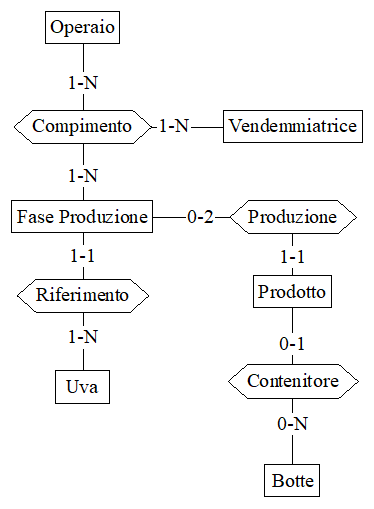 Operaio
1-N
Compimento 1-N Vendemmiatrice
1-N
Fase Produzione 0-2 Produzione
1-1 1-1
Riferimento Prodotto
1-N 0-1
Uva Contenitore
0-N
Botte